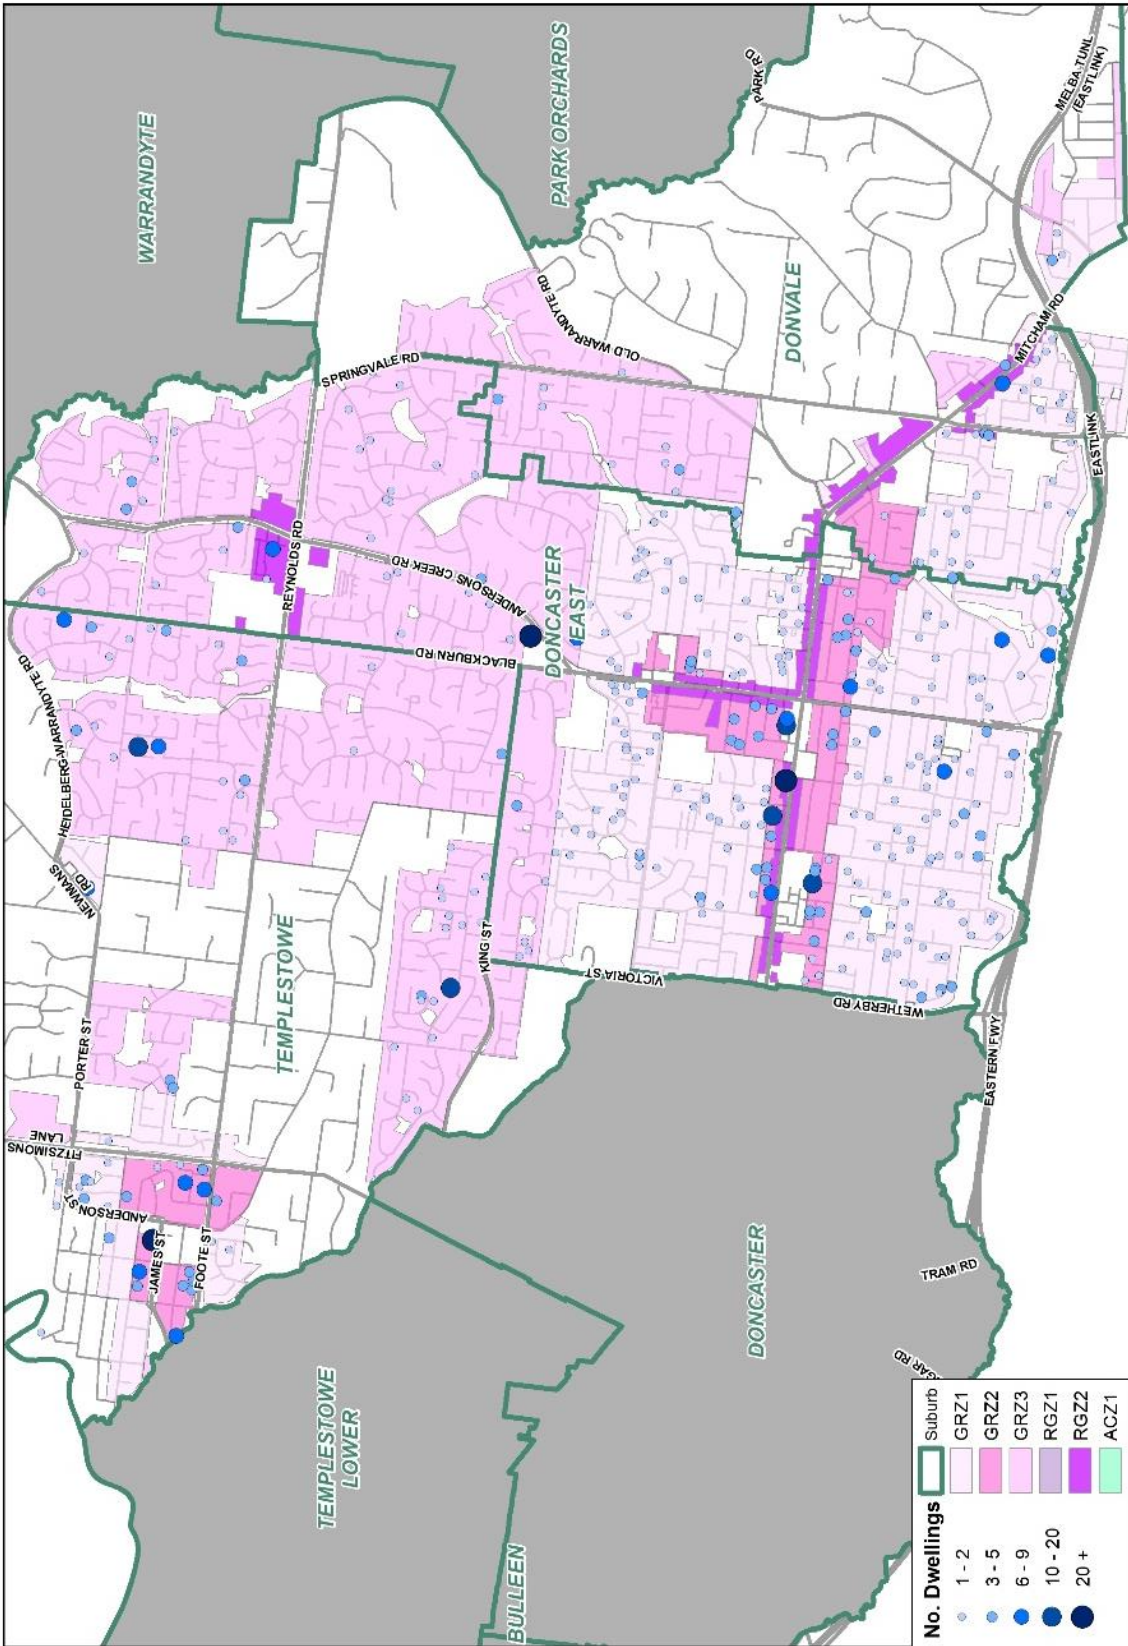 WARRANDYTE
PARK ORCHARDS
PARK RD
MELBA TUNL
(EASTLINK)
SPRINGVALE RD
OLD WARRANDYTE RD
DONVALE
MITCHAM RD
EASTLINK
REYNOLDS RD
ANDERSONS CREEK RD
DONCASTER
EAST
BLACKBURN RD
HEIDELBERG-WARRANDYTE RD
NEWMANS
RD
KING ST
VICTORIA ST
WETHERBY RD
TEMPLESTOWE
PORTER ST
EASTERN FWY
FITZSIMONS
LANE
ANDERSON ST
JAMES ST
FOOTE ST
DONCASTER
TRAM RD
GAR RD
TEMPLESTOWE
LOWER
BULLEEN
No. Dwellings
1 - 2
3 - 5
6 - 9
10 - 20
20 +
Suburb
GRZ1
GRZ2
GRZ3
RGZ1
RGZ2
ACZ1